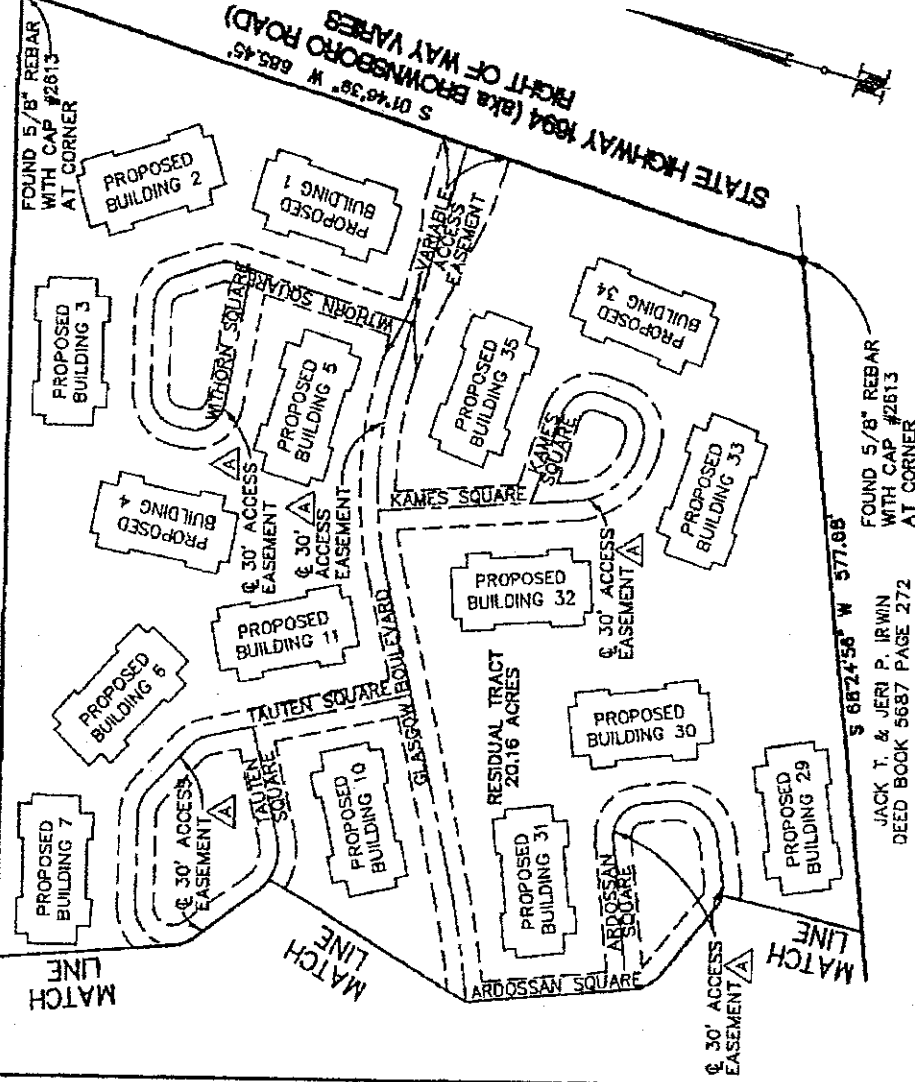 FOUND 5/8" REBAR
WITH CAP #2613
AT CORNER
STATE HIGHWAY 1694 (aka BROWNSBORO ROAD)
RIGHT OF WAY VARIES
S 01°46'39" W 685.45'
N
PROPOSED
BUILDING 2
PROPOSED
BUILDING 1
PROPOSED
BUILDING 3
WITHORN SQUARE
WITHORN SQUARE
VARIABLE
ACCESS
EASEMENT
PROPOSED
BUILDING 5
PROPOSED
BUILDING 4
℄ 30' ACCESS
EASEMENT
A
℄ 30'
ACCESS
EASEMENT
A
PROPOSED
BUILDING 35
PROPOSED
BUILDING 34
KAMES SQUARE
KAMES
SQUARE
PROPOSED
BUILDING 33
℄ 30' ACCESS
EASEMENT
A
PROPOSED
BUILDING 32
PROPOSED
BUILDING 11
PROPOSED
BUILDING 6
TAUTEN SQUARE
TAUTEN
SQUARE
GLASGOW BOULEVARD
PROPOSED
BUILDING 7
℄ 30' ACCESS
EASEMENT
A
PROPOSED
BUILDING 10
RESIDUAL TRACT
20.16 ACRES
PROPOSED
BUILDING 30
PROPOSED
BUILDING 31
ARDOSSAN
SQUARE
PROPOSED
BUILDING 29
ARDOSSAN SQUARE
MATCH
LINE
MATCH
LINE
MATCH
LINE
℄ 30' ACCESS
EASEMENT
A
S 68°24'56" W 577.68'
JACK T. & JERI P. IRWIN
DEED BOOK 5687 PAGE 272
FOUND 5/8" REBAR
WITH CAP #2613
AT CORNER